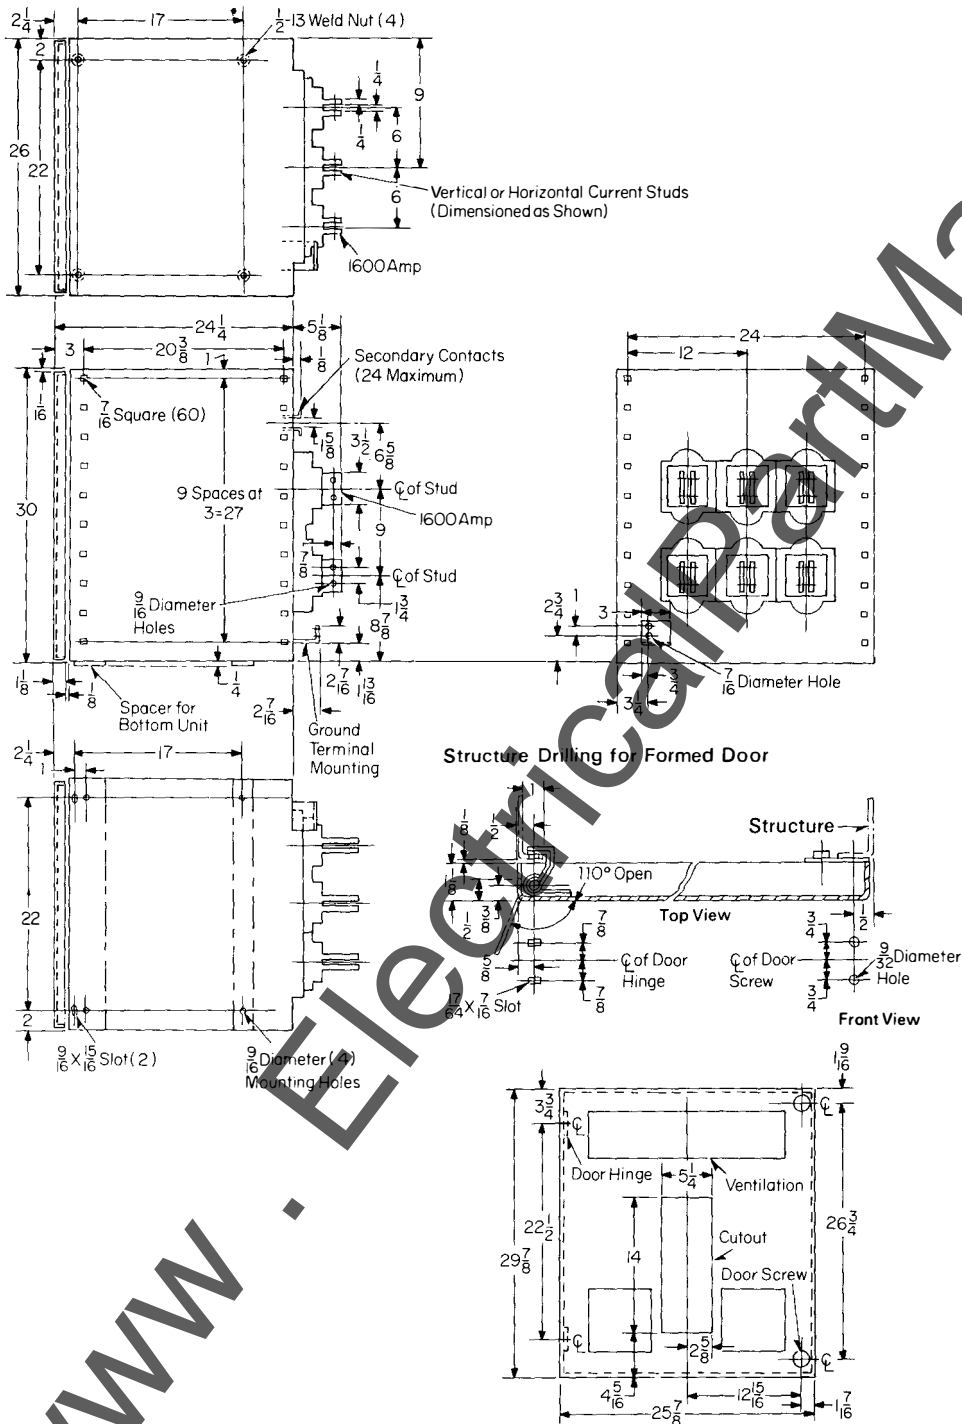 2 1/4
17
1/2-13 Weld Nut (4)
2
26
22
1/4
1/4
9
6
6
Vertical or Horizontal Current Studs
(Dimensioned as Shown)
1600 Amp
24 1/4
5 1/8
3
20 3/8
1
1/8
Secondary Contacts
(24 Maximum)
1/16
7/16 Square (60)
1 5/8
3 1/2
6 5/8
30
9 Spaces at
3=27
℄ of Stud
1600 Amp
9
7/8
℄ of Stud
9/16 Diameter
Holes
1 3/4
8 7/8
1 1/8
1/8
1/4
2 7/16
1 13/16
2 7/16
Spacer for
Bottom Unit
Ground
Terminal
Mounting
24
12
2 3/4
1
3
3/4
3 1/4
7/16 Diameter Hole
2 1/4
17
1
22
2
9/16 X 15/16 Slot (2)
9/16 Diameter (4)
Mounting Holes
Structure Drilling for Formed Door
1
1/8
1/2
Structure
1/8
110° Open
Top View
1/2
3/8
1/2
7/8
3/4
5/8
℄ of Door
Hinge
℄ of Door
Screw
9/32 Diameter
Hole
17/64 X 7/16 Slot
7/8
3/4
Front View
1 9/16
3 3/4
℄
℄
Door Hinge
5 1/4
Ventilation
22 1/2
26 3/4
29 7/8
14
Cutout
Door Screw
℄
℄
2 5/8
4 5/16
12 15/16
1 7/16
25 7/8
www. ElectricalPartMa